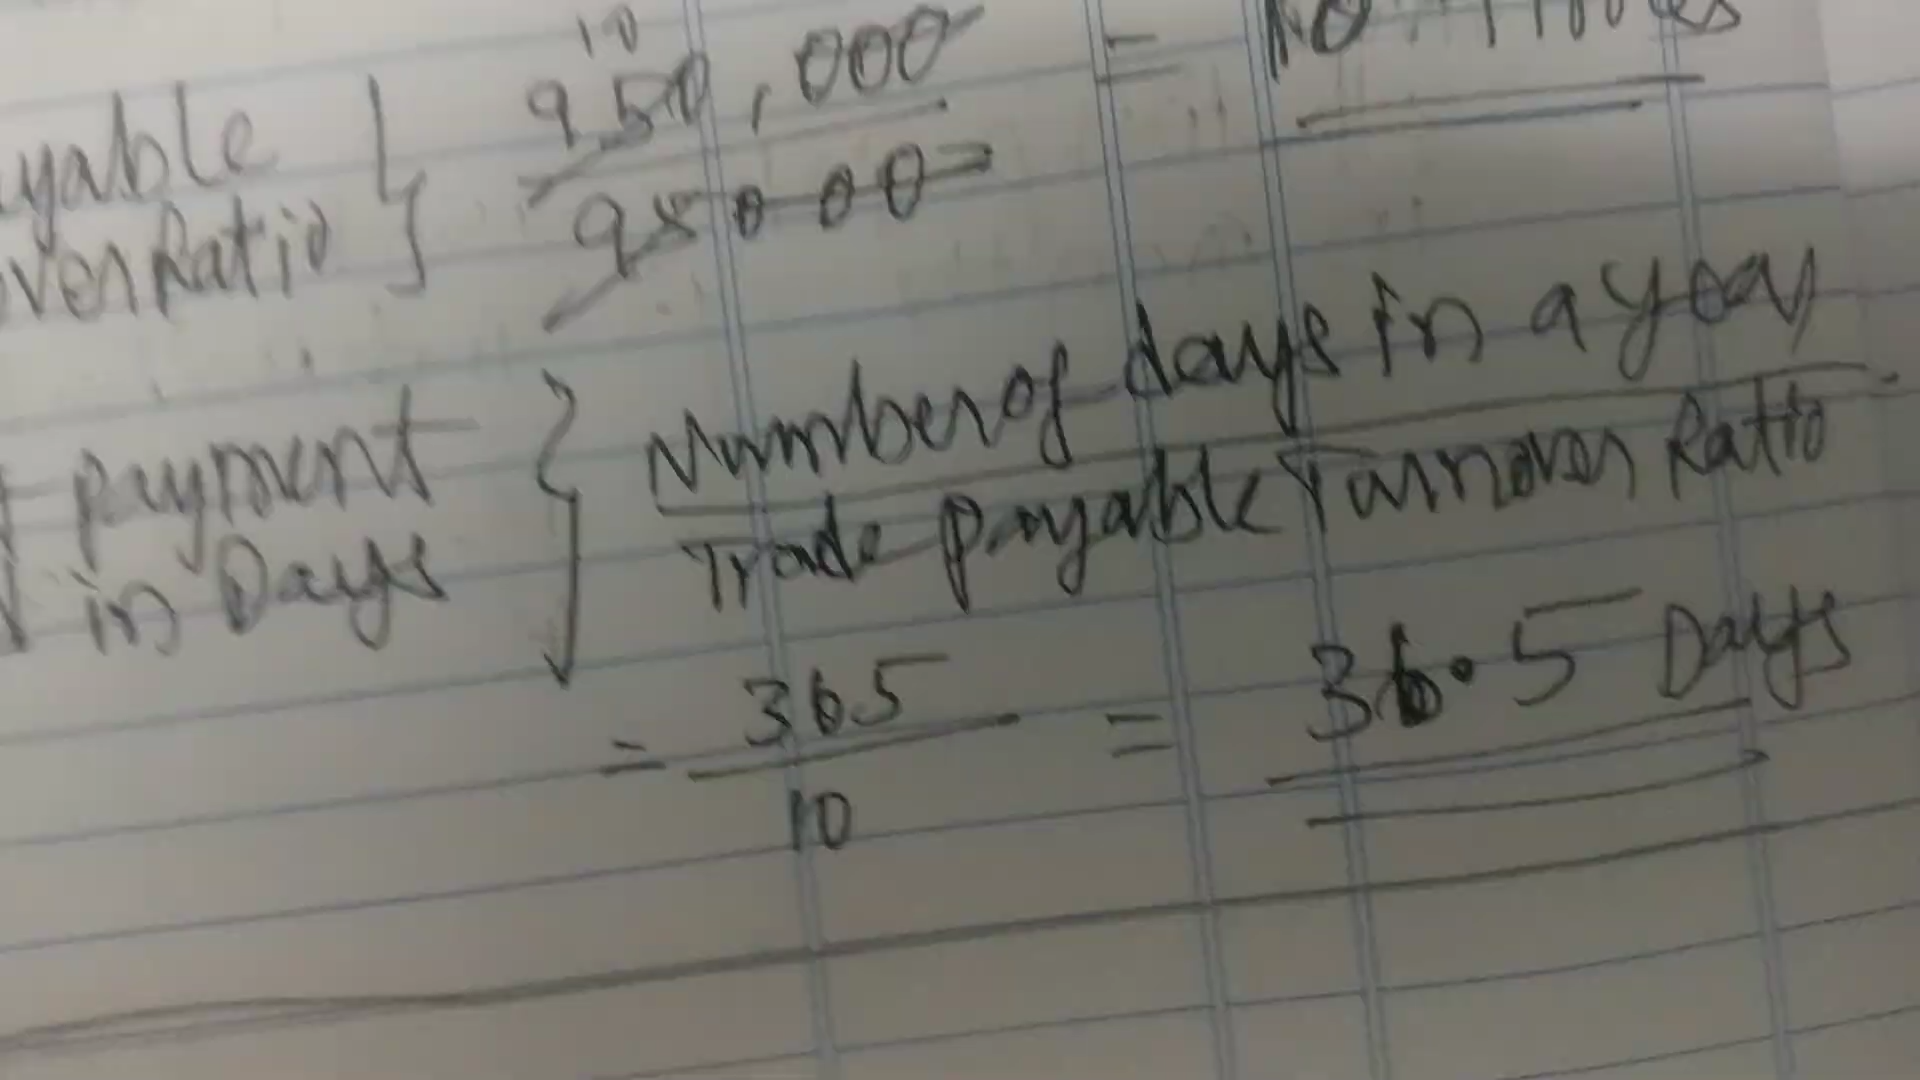 10
yable 950,000 = 10 Times
over Ratio 95000
payment Number of days in a year
in Days Trade payable Turnover Ratio
= 365 = 36.5 Days
10